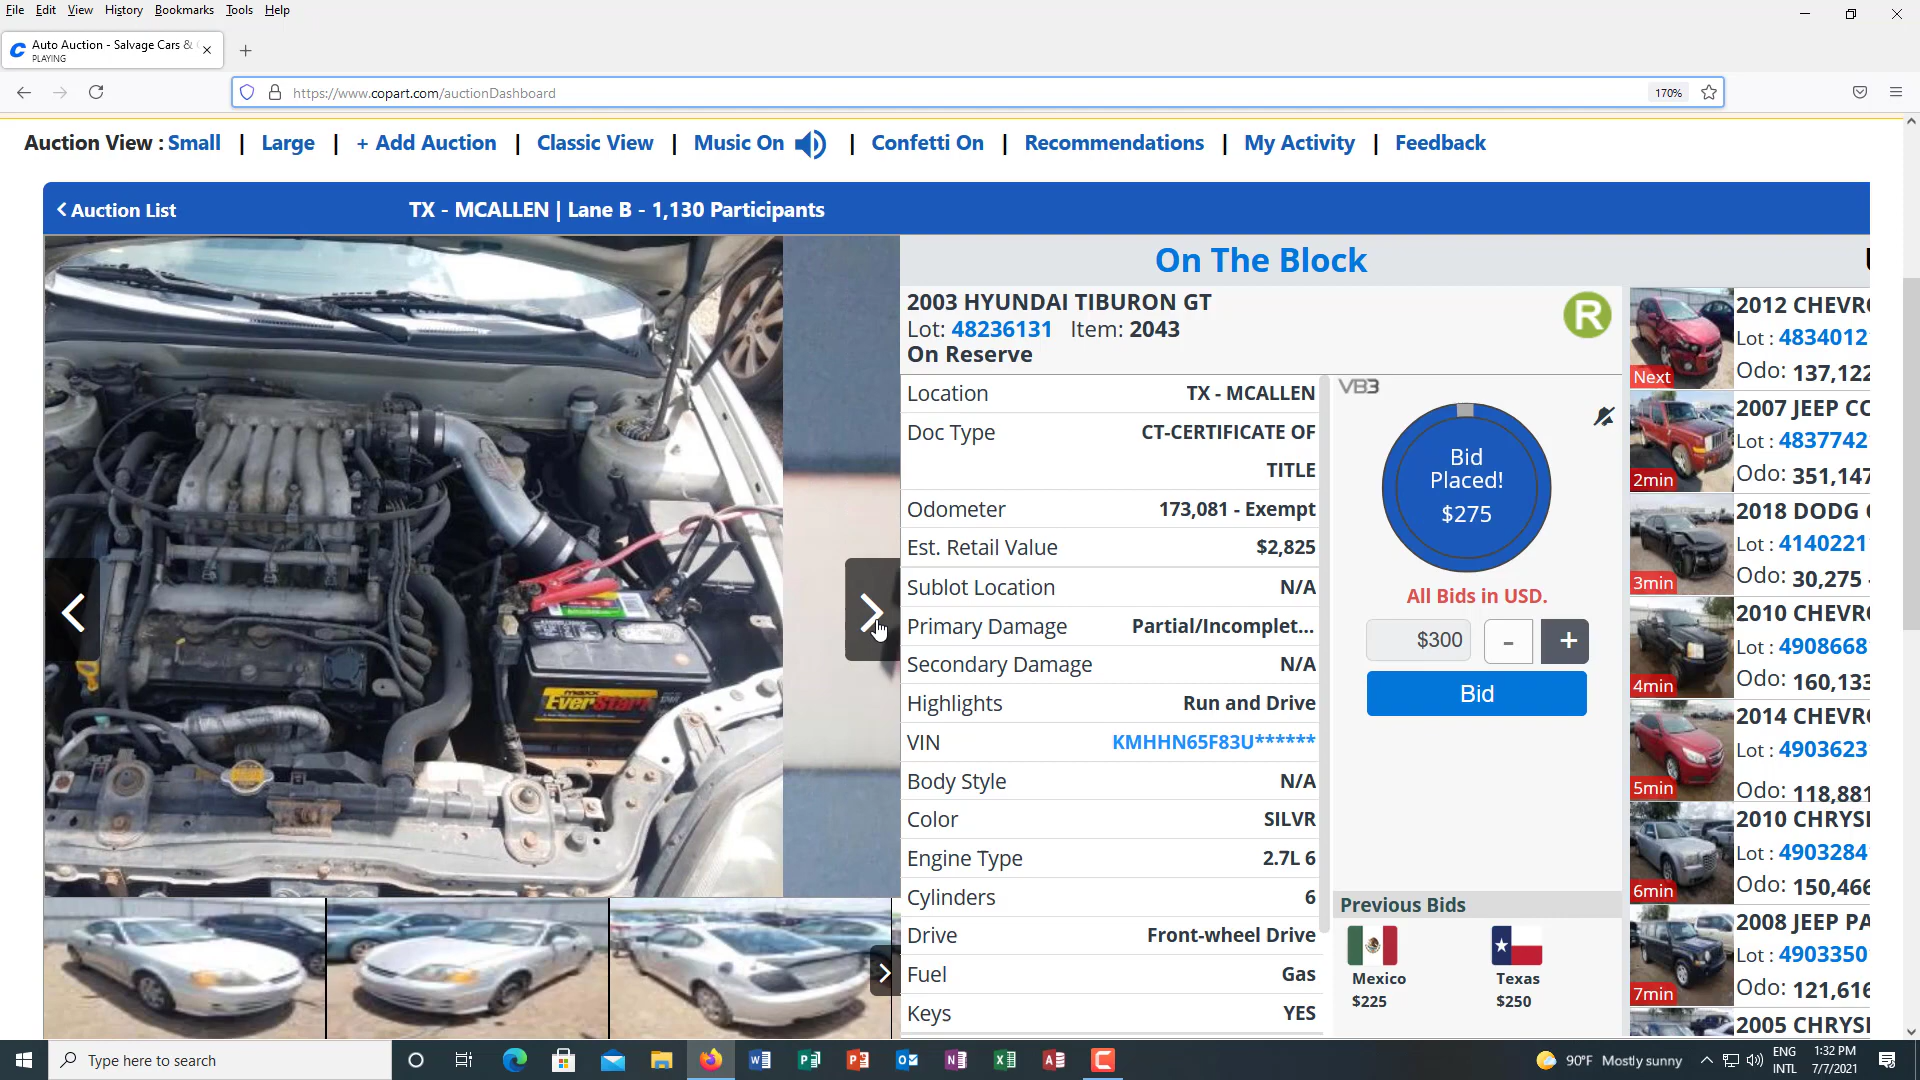 File Edit View History Bookmarks Tools Help
Auto Auction - Salvage Cars &
PLAYING
https://www.copart.com/auctionDashboard
170%
Auction View : Small | Large | + Add Auction | Classic View | Music On | Confetti On | Recommendations | My Activity | Feedback
Auction List
TX - MCALLEN | Lane B - 1,130 Participants
On The Block
2003 HYUNDAI TIBURON GT
Lot: 48236131 Item: 2043
On Reserve
R
Location TX - MCALLEN
Doc Type CT-CERTIFICATE OF
TITLE
Odometer 173,081 - Exempt
Est. Retail Value $2,825
Sublot Location N/A
Primary Damage Partial/Incomplet...
Secondary Damage N/A
Highlights Run and Drive
VIN KMHHN65F83U******
Body Style N/A
Color SILVR
Engine Type 2.7L 6
Cylinders 6
Drive Front-wheel Drive
Fuel Gas
Keys YES
VB3
Bid
Placed!
$275
All Bids in USD.
$300 - +
Bid
Previous Bids
Mexico
$225
Texas
$250
maxx
EverStart
2012 CHEVR
Lot : 4834012
Odo: 137,122
Next
2007 JEEP CO
Lot : 4837742
Odo: 351,147
2min
2018 DODG
Lot : 4140221
Odo: 30,275 -
3min
2010 CHEVR
Lot : 4908668
Odo: 160,133
4min
2014 CHEVR
Lot : 4903623
Odo: 118,881
5min
2010 CHRYS
Lot : 4903284
Odo: 150,466
6min
2008 JEEP PA
Lot : 4903350
Odo: 121,616
7min
2005 CHRYS
Type here to search
90°F Mostly sunny
ENG
INTL
1:32 PM
7/7/2021